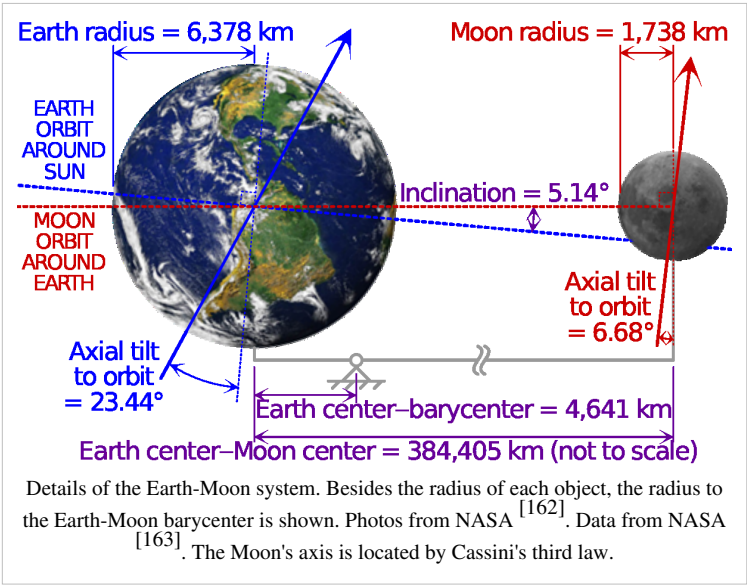 Earth radius = 6,378 km
Moon radius = 1,738 km
EARTH
ORBIT
AROUND
SUN
Inclination = 5.14°
MOON
ORBIT
AROUND
EARTH
Axial tilt
to orbit
= 6.68°
Axial tilt
to orbit
= 23.44°
Earth center–barycenter = 4,641 km
Earth center–Moon center = 384,405 km (not to scale)
Details of the Earth-Moon system. Besides the radius of each object, the radius to
the Earth-Moon barycenter is shown. Photos from NASA [162]. Data from NASA
[163]. The Moon's axis is located by Cassini's third law.